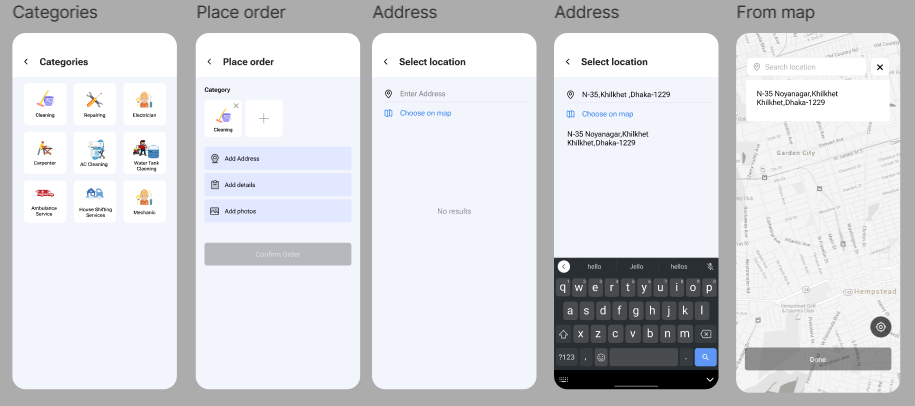 Categories
Place order
Address
Address
From map
Categories
Cleaning
Repairing
Electrician
Carpenter
AC Cleaning
Water Tank
Claening
Ambulance
Service
House Shifting
Services
Mechanic
Place order
Category
Cleaning
Add Address
Add details
Add photos
Confirm Order
Select location
Enter Address
Choose on map
No results
Select location
N-35,Khilkhet ,Dhaka-1229
Choose on map
N-35 Noyanagar,Khilkhet
Khilkhet,Dhaka-1229
hello
Jello
hellos
q w e r t y u i o p
a s d f g h j k l
z x c v b n m
?123 , .
Search location
N-35 Noyanagar,Khilkhet
Khilkhet,Dhaka-1229
Garden City
Hempstead
Done